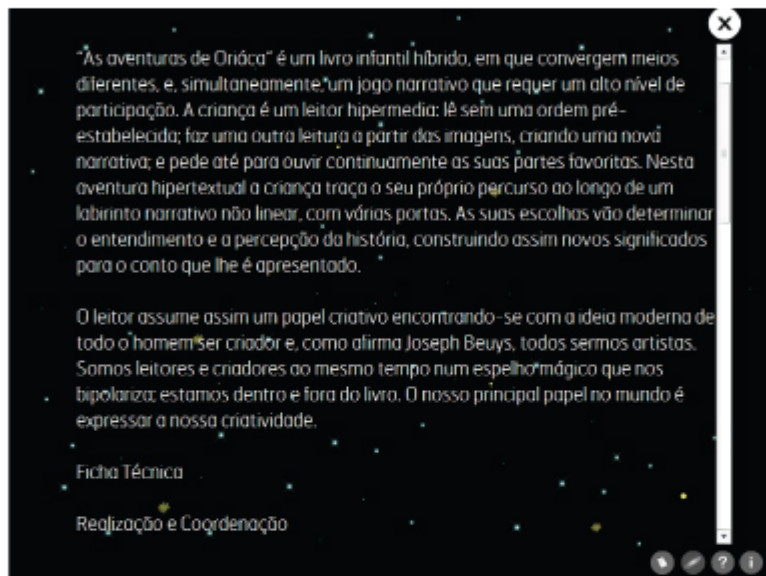 “As aventuras de Orióca” é um livro infantil híbrido, em que convergem meios
diferentes, e, simultaneamente, um jogo narrativo que requer um alto nível de
participação. A criança é um leitor hipermedia: lê sem uma ordem pré-
estabelecida; faz uma outra leitura a partir das imagens, criando uma nova
narrativa; e pede até para ouvir continuamente as suas partes favoritas. Nesta
aventura hipertextual a criança traça o seu próprio percurso ao longo de um
labirinto narrativo não linear, com várias portas. As suas escolhas vão determinar
o entendimento e a percepção da história, construindo assim novos significados
para o conto que lhe é apresentado.
O leitor assume assim um papel criativo encontrando-se com a ideia moderna de
todo o homem ser criador e, como afirma Joseph Beuys, todos sermos artistas.
Somos leitores e criadores ao mesmo tempo num espelho mágico que nos
bipolariza: estamos dentro e fora do livro. O nosso principal papel no mundo é
expressar a nossa criatividade.
Ficha Técnica
Realização e Coordenação